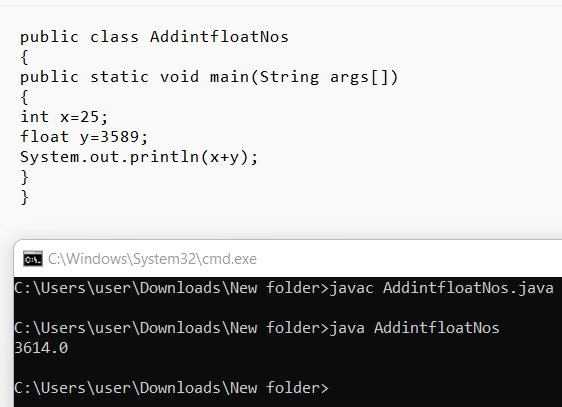 public class AddintfloatNos
{
public static void main(String args[])
{
int x=25;
float y=3589;
System.out.println(x+y);
}
}
C:\Windows\System32\cmd.exe
C:\Users\user\Downloads\New folder>javac AddintfloatNos.java
C:\Users\user\Downloads\New folder>java AddintfloatNos
3614.0
C:\Users\user\Downloads\New folder>